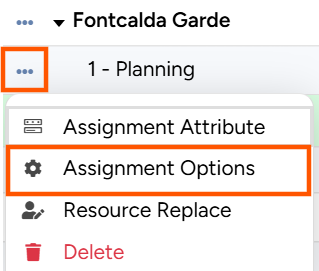 Fontcalda Garde
1 - Planning
Assignment Attribute
Assignment Options
Resource Replace
Delete